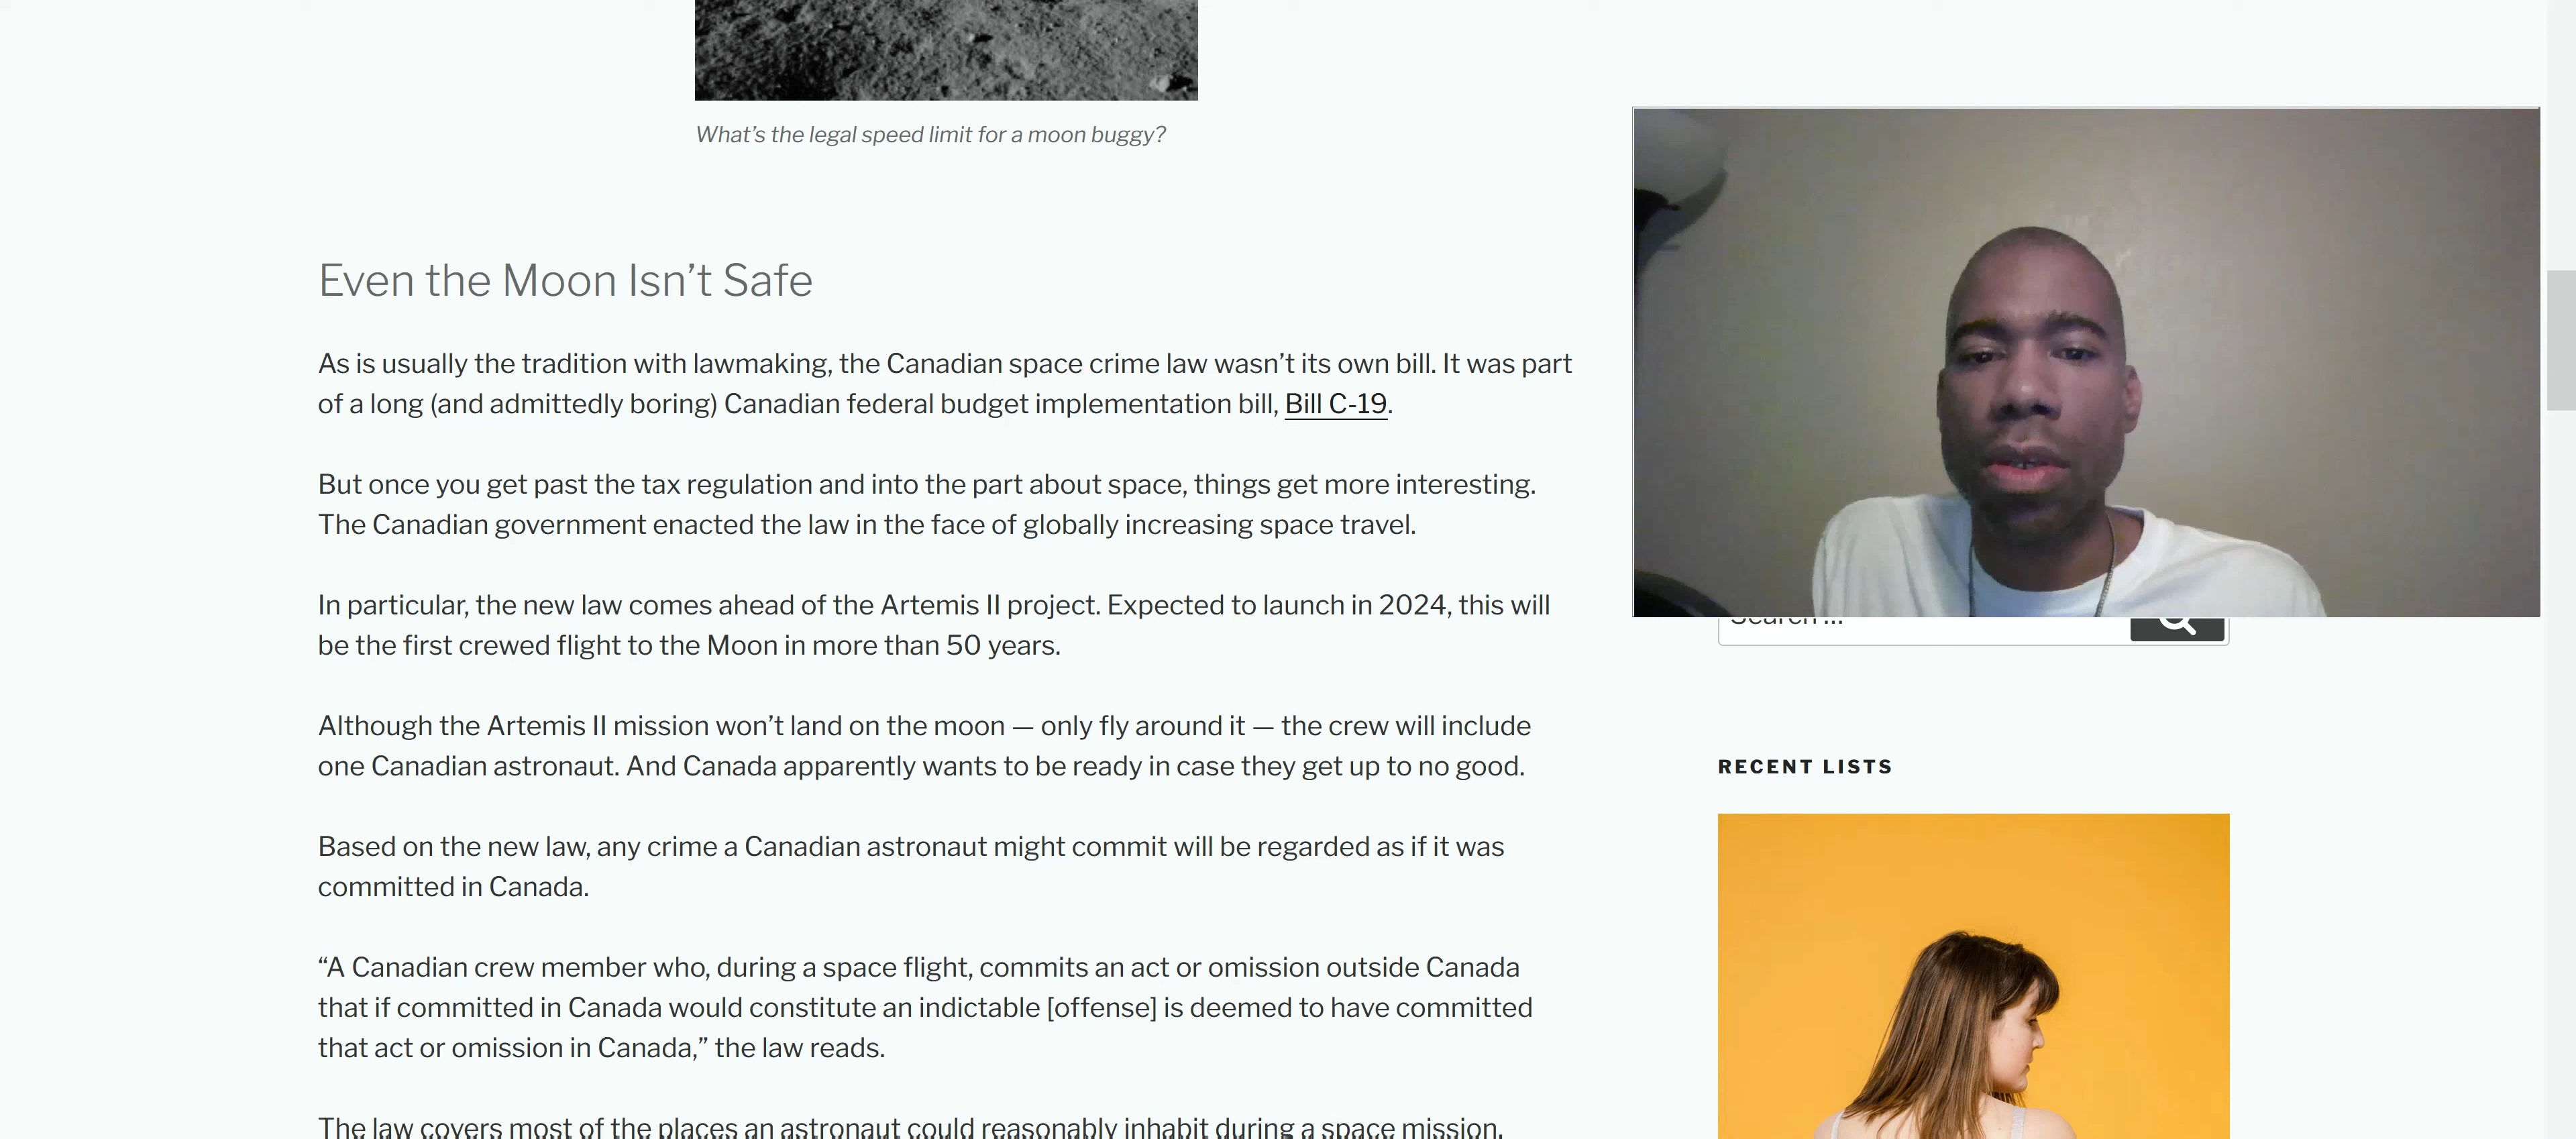 What's the legal speed limit for a moon buggy?
Even the Moon Isn't Safe
As is usually the tradition with lawmaking, the Canadian space crime law wasn't its own bill. It was part
of a long (and admittedly boring) Canadian federal budget implementation bill, Bill C-19.
But once you get past the tax regulation and into the part about space, things get more interesting.
The Canadian government enacted the law in the face of globally increasing space travel.
In particular, the new law comes ahead of the Artemis II project. Expected to launch in 2024, this will
be the first crewed flight to the Moon in more than 50 years.
Although the Artemis II mission won't land on the moon — only fly around it — the crew will include
one Canadian astronaut. And Canada apparently wants to be ready in case they get up to no good.
Based on the new law, any crime a Canadian astronaut might commit will be regarded as if it was
committed in Canada.
“A Canadian crew member who, during a space flight, commits an act or omission outside Canada
that if committed in Canada would constitute an indictable [offense] is deemed to have committed
that act or omission in Canada,” the law reads.
The law covers most of the places an astronaut could reasonably inhabit during a space mission.
Search ...
RECENT LISTS